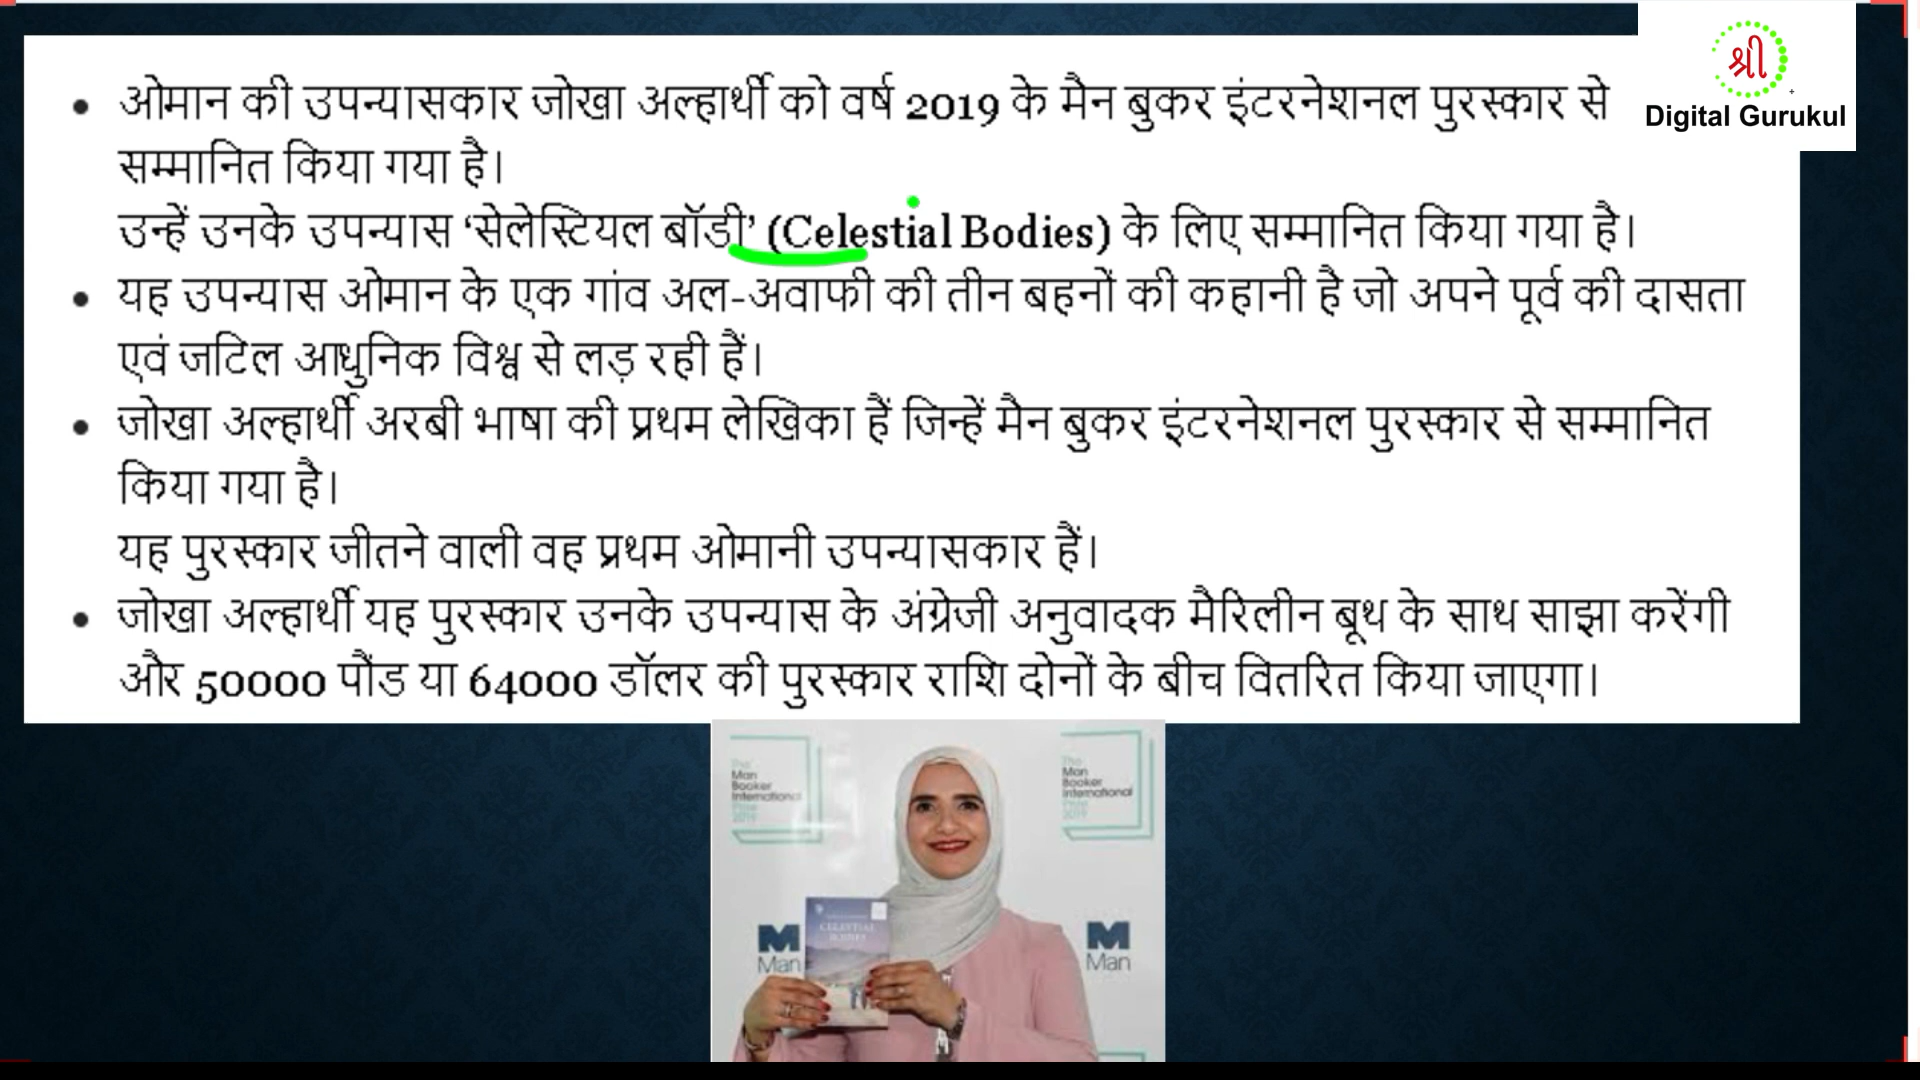 श्री
Digital Gurukul
ओमान की उपन्यासकार जोखा अल्हार्थी को वर्ष 2019 के मैन बुकर इंटरनेशनल पुरस्कार से
सम्मानित किया गया है।
उन्हें उनके उपन्यास ‘सेलेस्टियल बॉडी’ (Celestial Bodies) के लिए सम्मानित किया गया है।
यह उपन्यास ओमान के एक गांव अल-अवाफी की तीन बहनों की कहानी है जो अपने पूर्व की दासता
एवं जटिल आधुनिक विश्व से लड़ रही हैं।
जोखा अल्हार्थी अरबी भाषा की प्रथम लेखिका हैं जिन्हें मैन बुकर इंटरनेशनल पुरस्कार से सम्मानित
किया गया है।
यह पुरस्कार जीतने वाली वह प्रथम ओमानी उपन्यासकार हैं।
जोखा अल्हार्थी यह पुरस्कार उनके उपन्यास के अंग्रेजी अनुवादक मैरिलीन बूथ के साथ साझा करेंगी
और 50000 पौंड या 64000 डॉलर की पुरस्कार राशि दोनों के बीच वितरित किया जाएगा।
The
Man
Booker
International
Prize
2019
The
Man
Booker
International
Prize
2019
CELESTIAL
BODIES
M
Man
M
Man